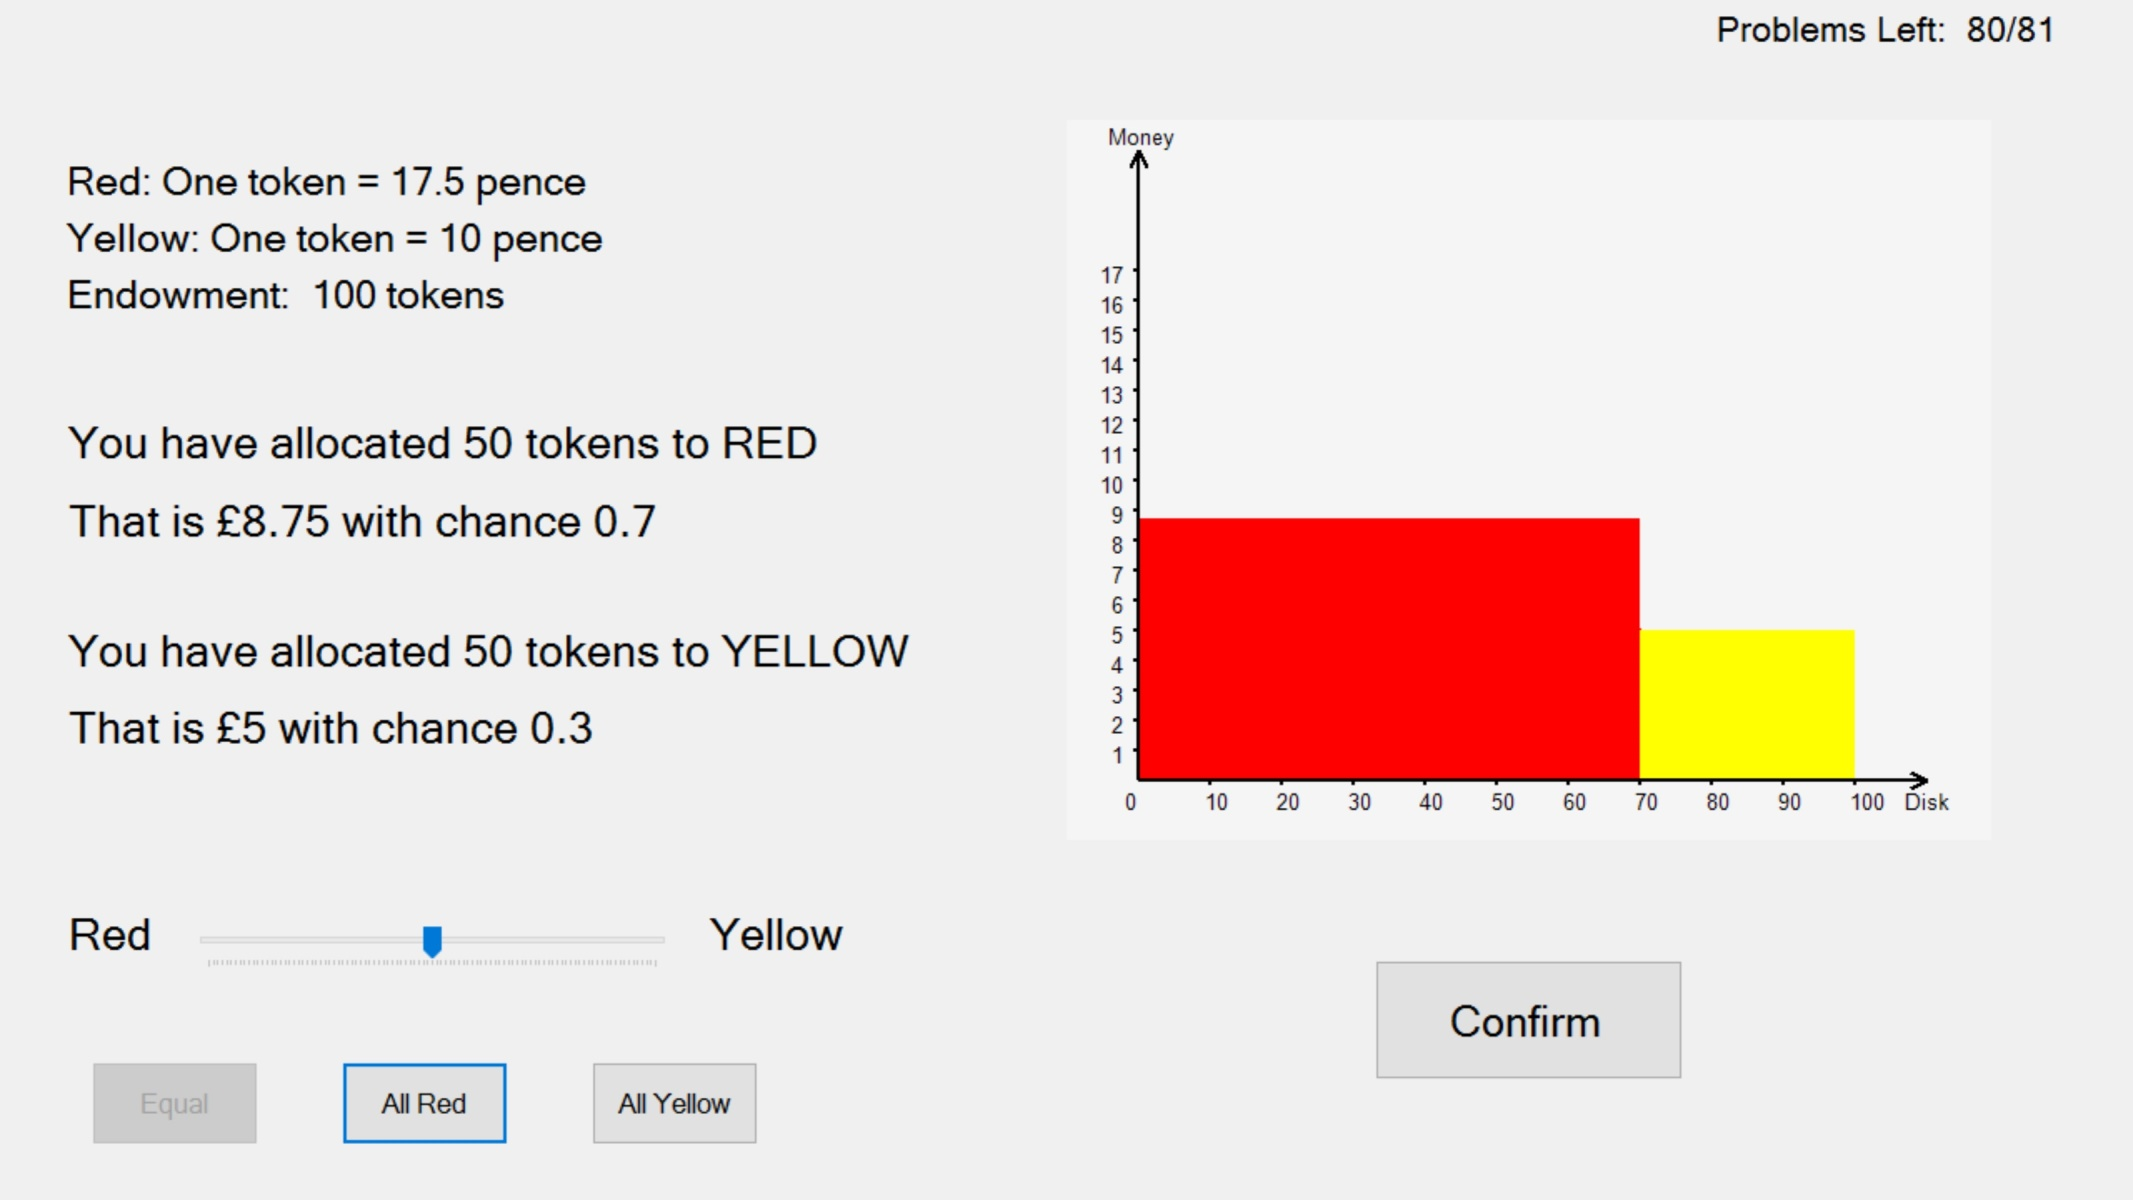 Problems Left: 80/81
Red: One token = 17.5 pence
Yellow: One token = 10 pence
Endowment: 100 tokens
You have allocated 50 tokens to RED
That is £8.75 with chance 0.7
You have allocated 50 tokens to YELLOW
That is £5 with chance 0.3
Money
17
16
15
14
13
12
11
10
9
8
7
6
5
4
3
2
1
0 10 20 30 40 50 60 70 80 90 100 Disk
Red Yellow
Confirm
Equal All Red All Yellow